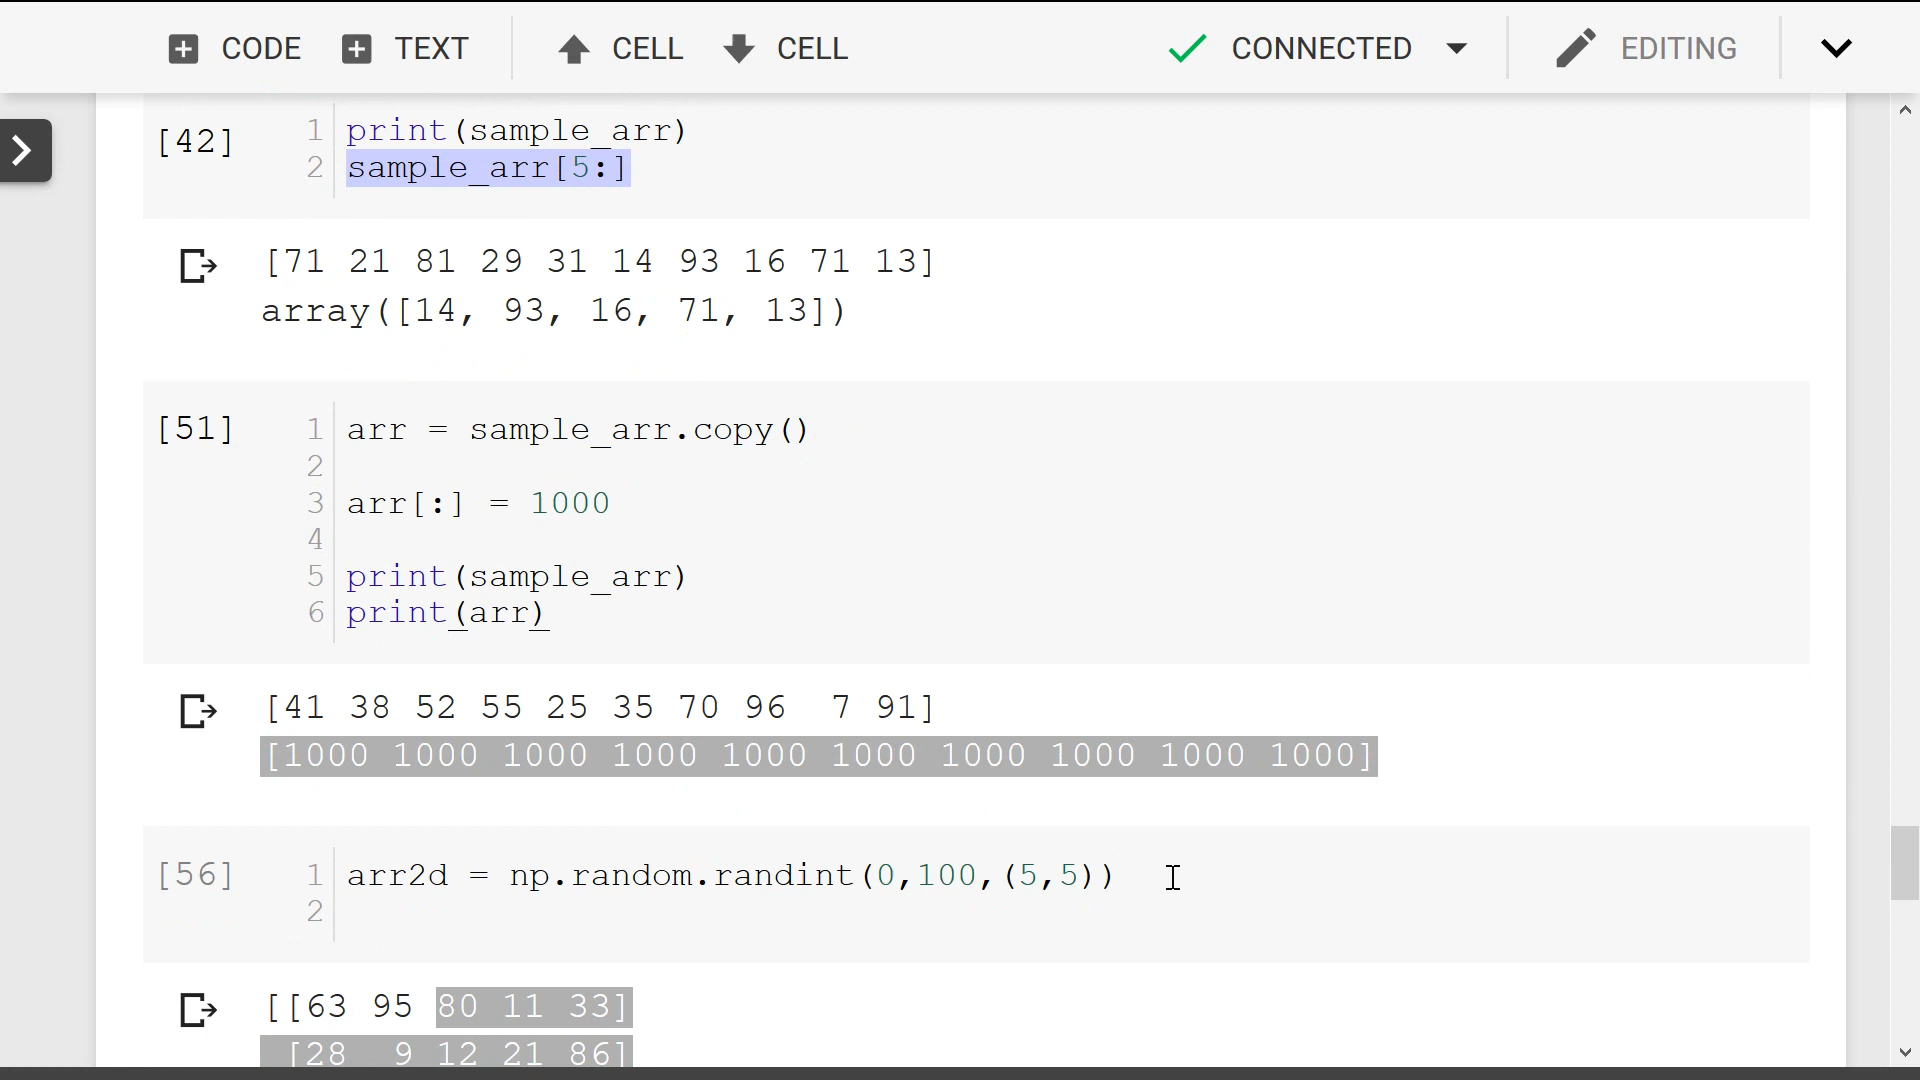 CODE TEXT CELL CELL CONNECTED EDITING
[42] 1 print(sample_arr)
2 sample_arr[5:]
[71 21 81 29 31 14 93 16 71 13]
array([14, 93, 16, 71, 13])
[51] 1 arr = sample_arr.copy()
2
3 arr[:] = 1000
4
5 print(sample_arr)
6 print(arr)
[41 38 52 55 25 35 70 96  7 91]
[1000 1000 1000 1000 1000 1000 1000 1000 1000 1000]
[56] 1 arr2d = np.random.randint(0,100,(5,5))
2
[[63 95 80 11 33]
[28  9 12 21 86]